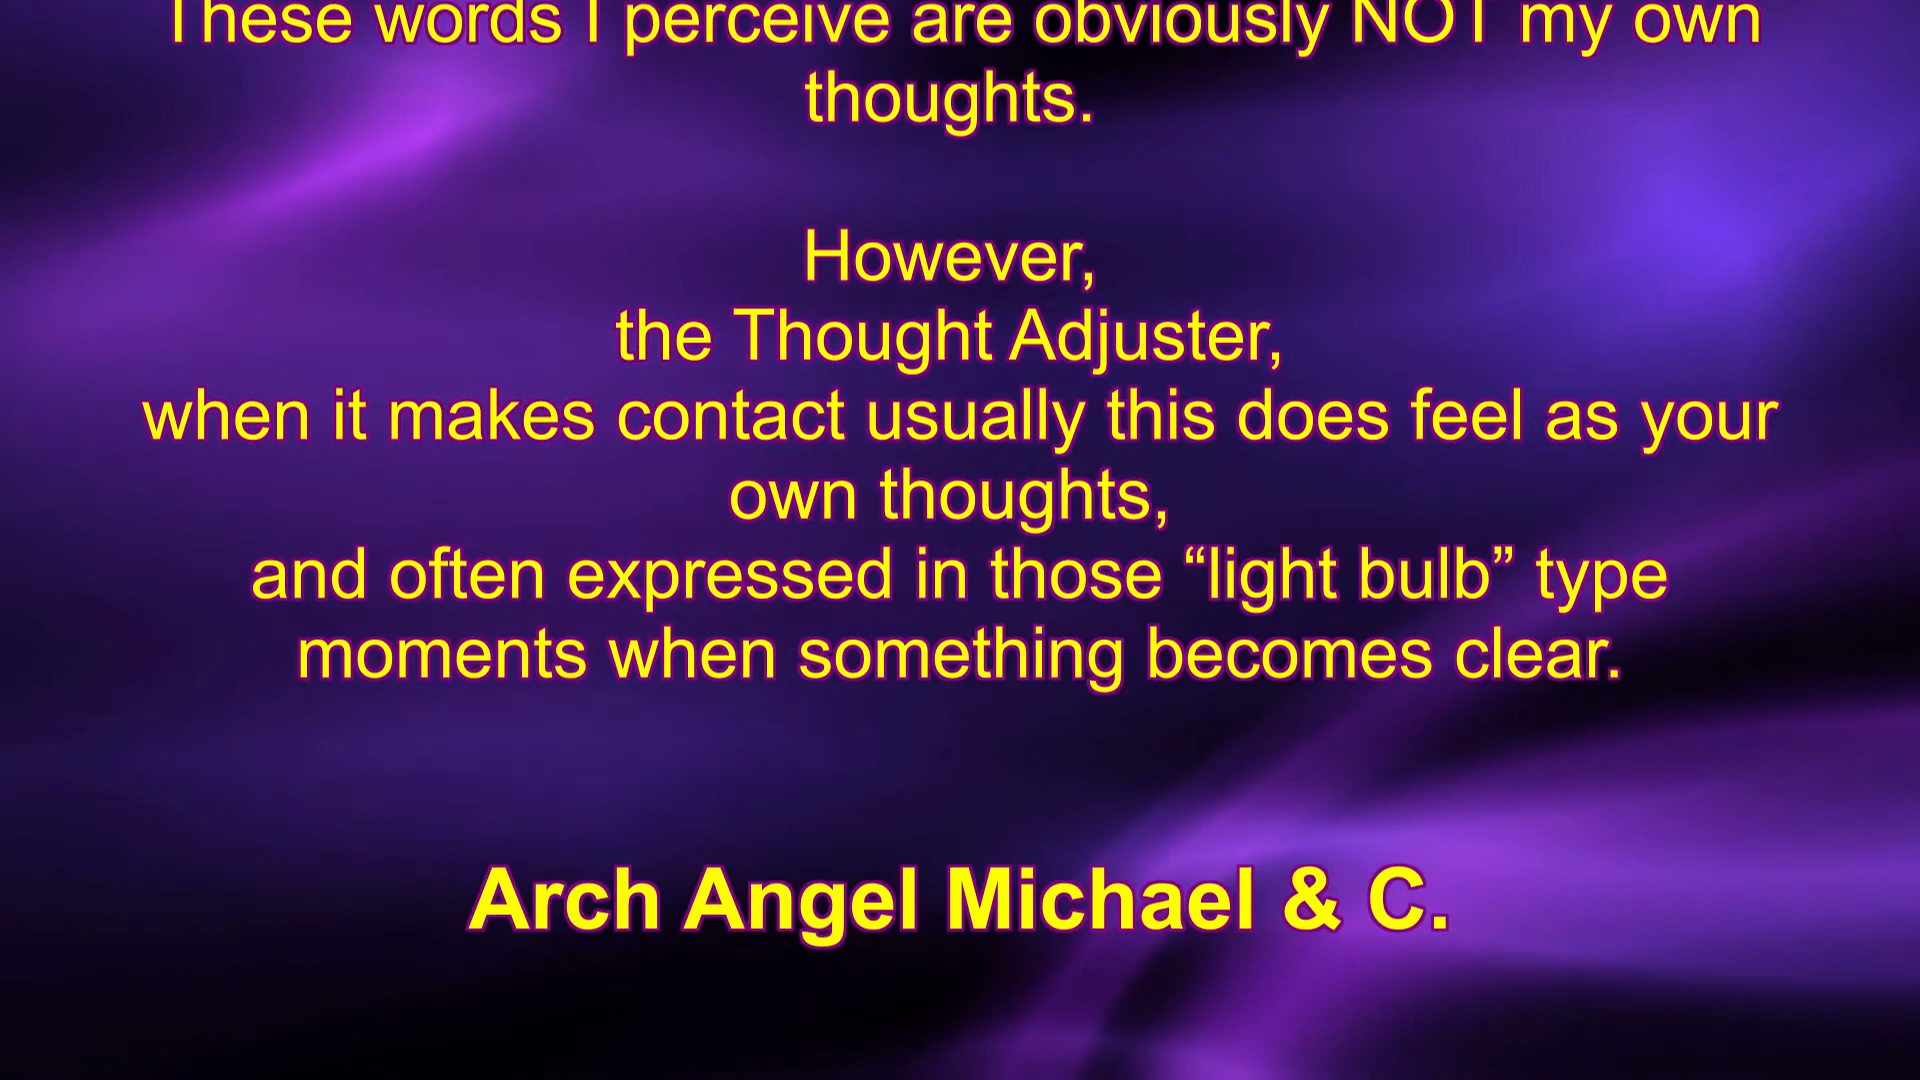 These words I perceive are obviously NOT my own
thoughts.
However,
the Thought Adjuster,
when it makes contact usually this does feel as your
own thoughts,
and often expressed in those “light bulb” type
moments when something becomes clear.
Arch Angel Michael & C.